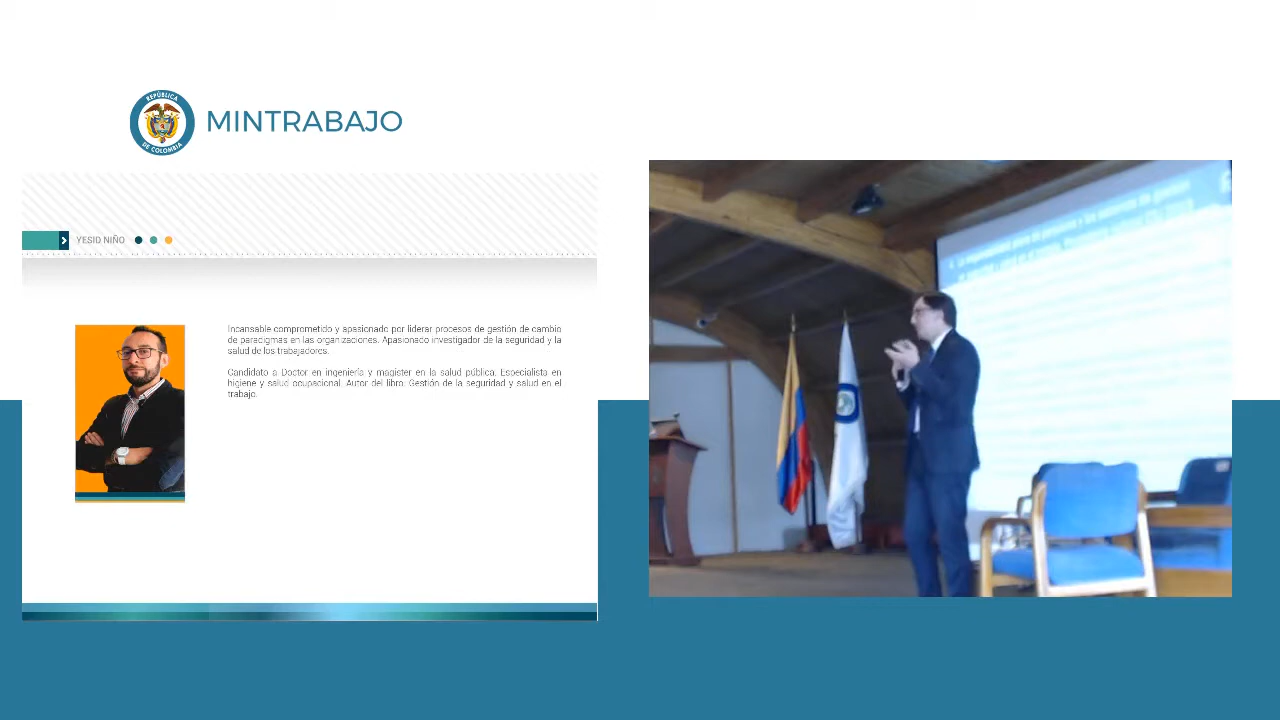 REPÚBLICA
DE COLOMBIA
MINTRABAJO
YESID NIÑO
Incansable comprometido y apasionado por liderar procesos de gestión de cambio
de paradigmas en las organizaciones. Apasionado investigador de la seguridad y la
salud de los trabajadores.
Candidato a Doctor en ingeniería y magister en la salud pública. Especialista en
higiene y salud ocupacional. Autor del libro. Gestión de la seguridad y salud en el
trabajo.